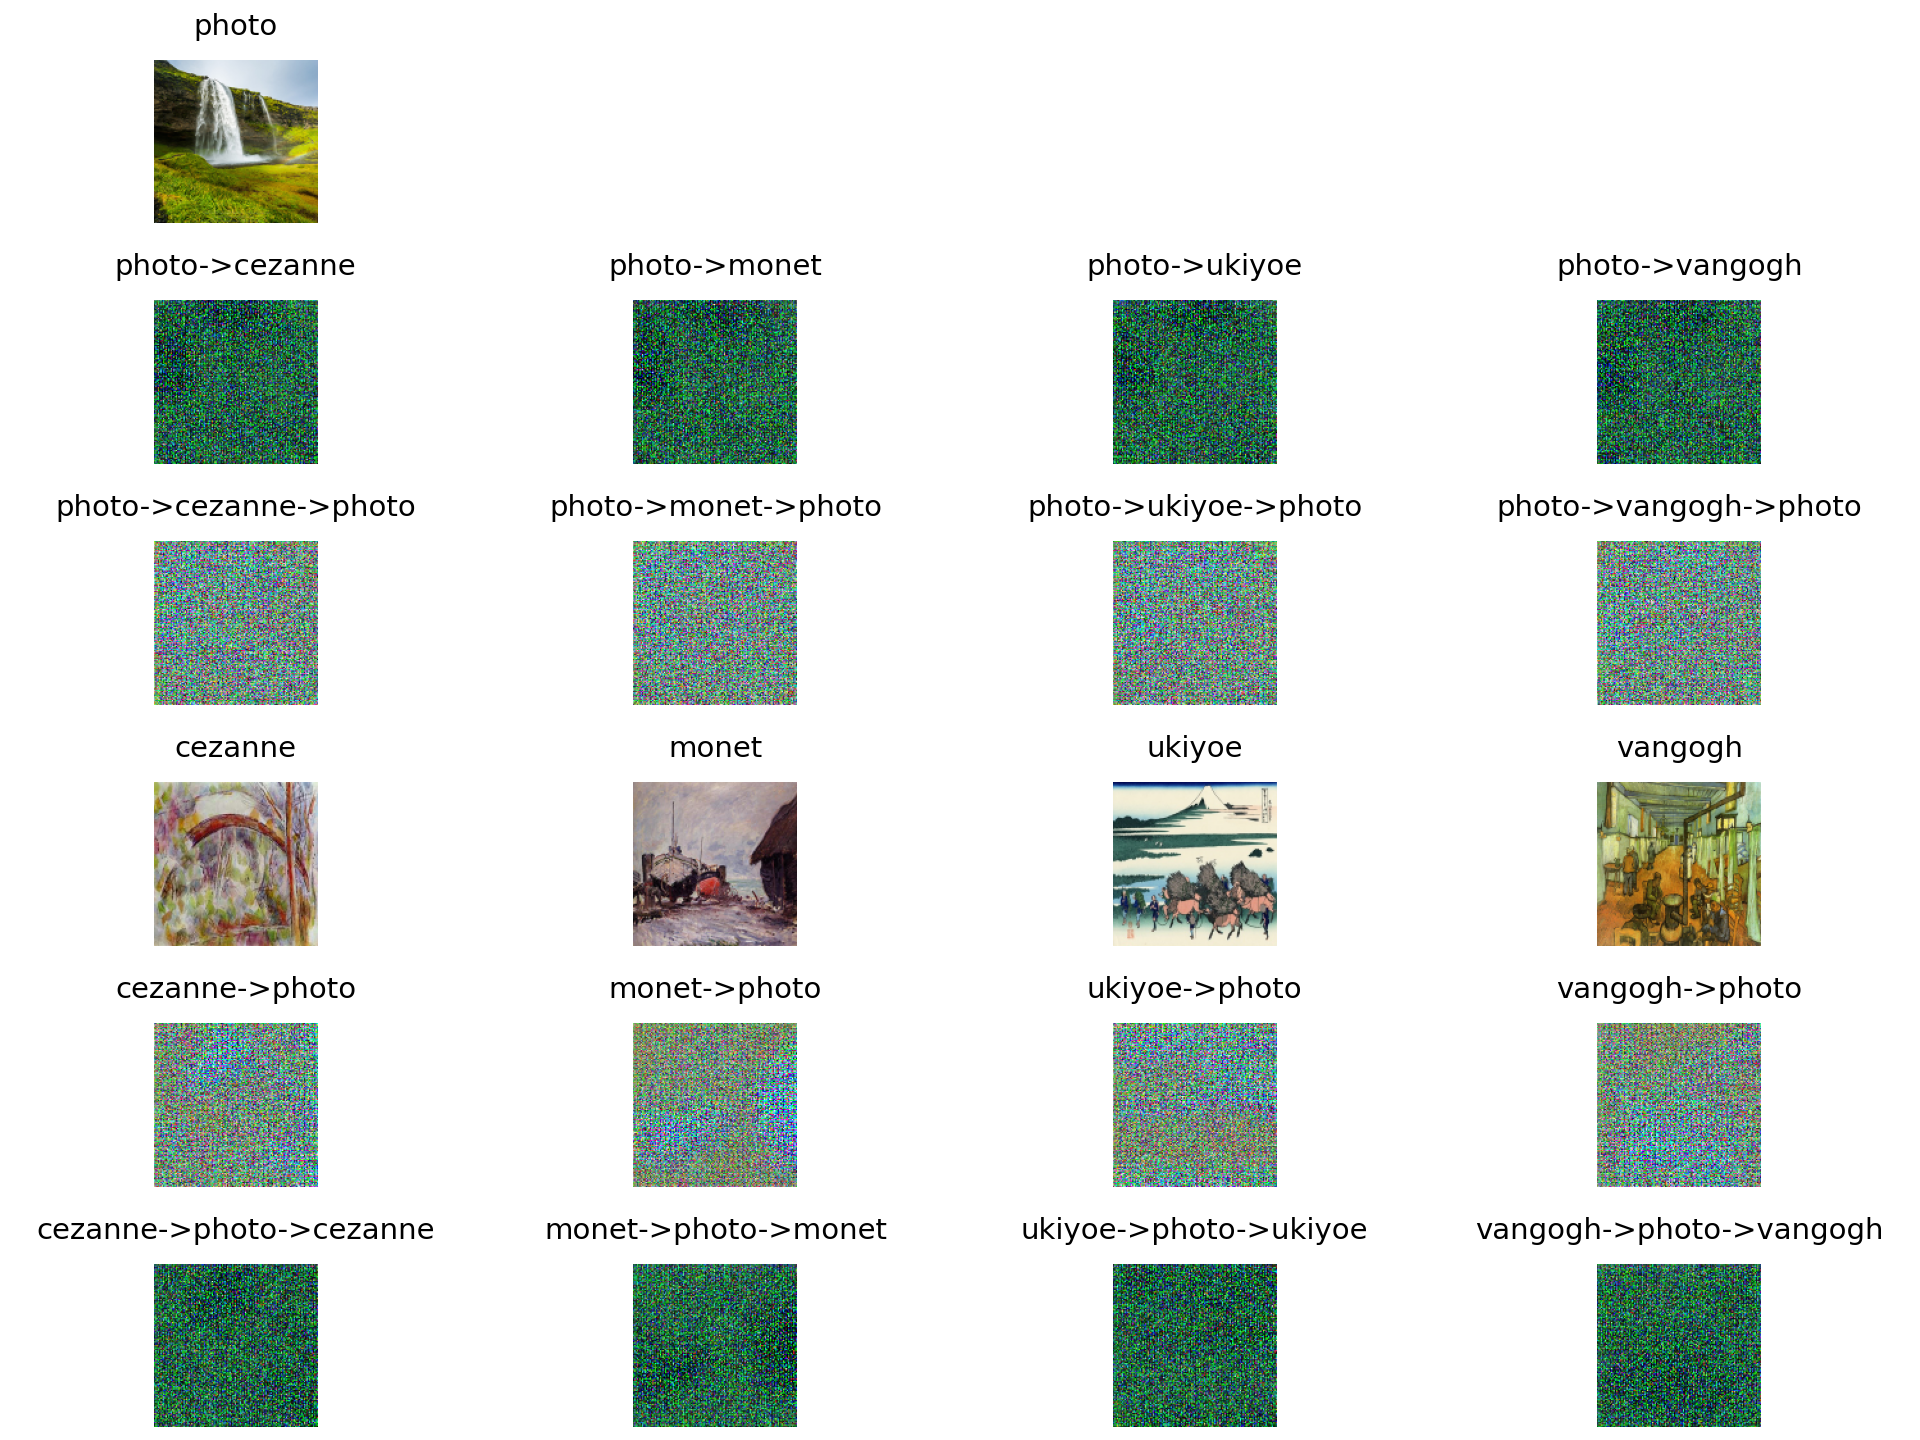 photo
photo->cezanne
photo->monet
photo->ukiyoe
photo->vangogh
photo->cezanne->photo
photo->monet->photo
photo->ukiyoe->photo
photo->vangogh->photo
cezanne
monet
ukiyoe
vangogh
cezanne->photo
monet->photo
ukiyoe->photo
vangogh->photo
cezanne->photo->cezanne
monet->photo->monet
ukiyoe->photo->ukiyoe
vangogh->photo->vangogh